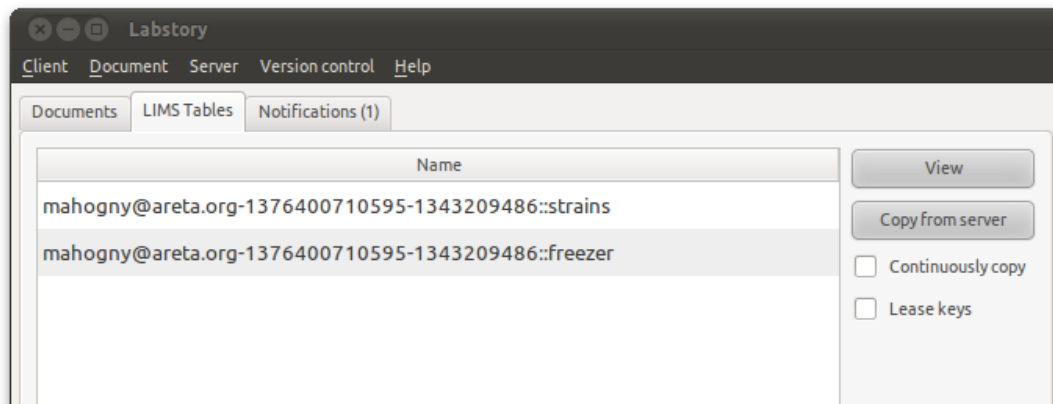 Labstory
Client Document Server Version control Help
Documents LIMS Tables Notifications (1)
Name
mahogny@areta.org-1376400710595-1343209486::strains
mahogny@areta.org-1376400710595-1343209486::freezer
View
Copy from server
Continuously copy
Lease keys